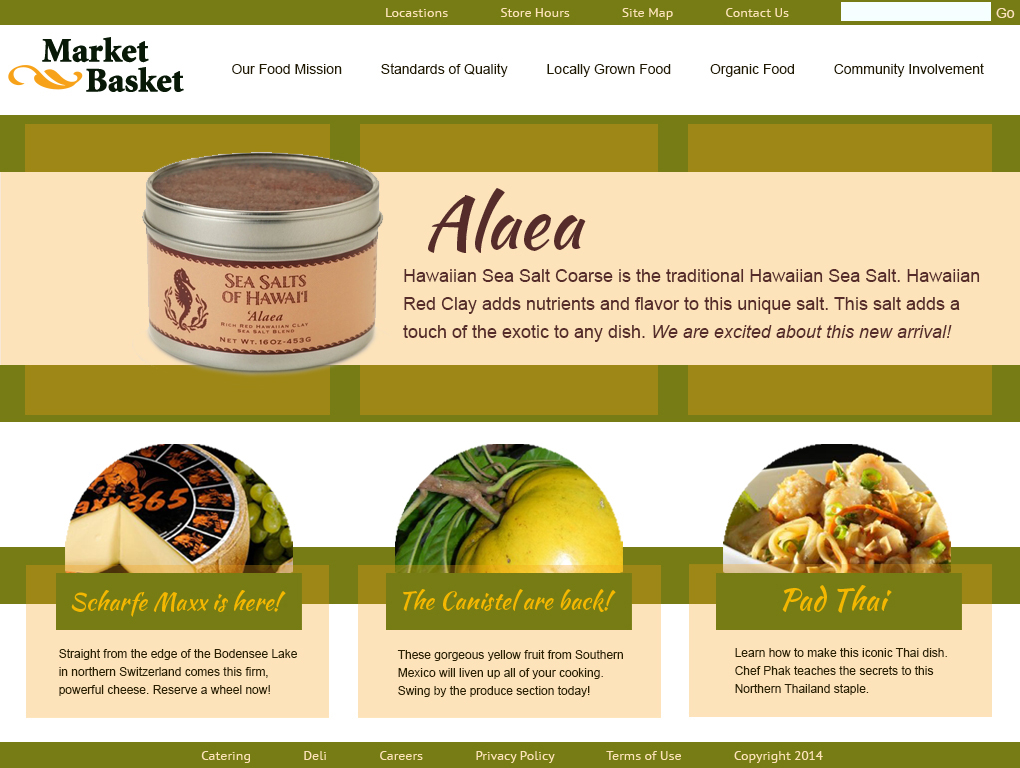 Locastions Store Hours Site Map Contact Us Go
Market
Basket
Our Food Mission Standards of Quality Locally Grown Food Organic Food Community Involvement
Alaea
Hawaiian Sea Salt Coarse is the traditional Hawaiian Sea Salt. Hawaiian
Red Clay adds nutrients and flavor to this unique salt. This salt adds a
touch of the exotic to any dish. We are excited about this new arrival!
SEA SALTS
OF HAWAI'I
'Alaea
RICH RED HAWAIIAN CLAY
SEA SALT BLEND
NET WT. 16OZ-453G
axx 365
Scharfe Maxx is here!
Straight from the edge of the Bodensee Lake
in northern Switzerland comes this firm,
powerful cheese. Reserve a wheel now!
The Canistel are back!
These gorgeous yellow fruit from Southern
Mexico will liven up all of your cooking.
Swing by the produce section today!
Pad Thai
Learn how to make this iconic Thai dish.
Chef Phak teaches the secrets to this
Northern Thailand staple.
Catering Deli Careers Privacy Policy Terms of Use Copyright 2014